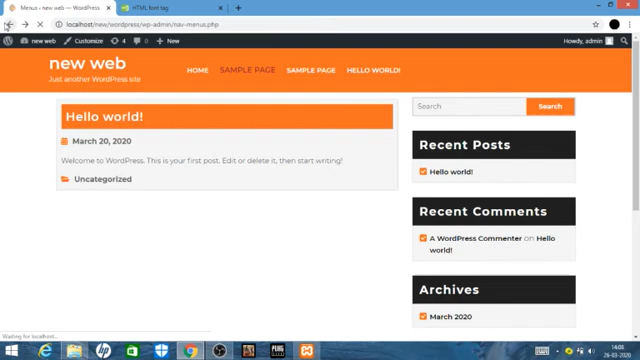 Menus ‹ new web — WordPress
HTML font tag
localhost/new/wordpress/wp-admin/nav-menus.php
new web
Customize
4
New
Howdy, admin
new web
Just another WordPress site
HOME
SAMPLE PAGE
SAMPLE PAGE
HELLO WORLD!
Hello world!
March 20, 2020
Welcome to WordPress. This is your first post. Edit or delete it, then start writing!
Uncategorized
Search
Search
Recent Posts
Hello world!
Recent Comments
A WordPress Commenter on Hello
world!
Archives
March 2020
Waiting for localhost...
14:08
26-03-2020